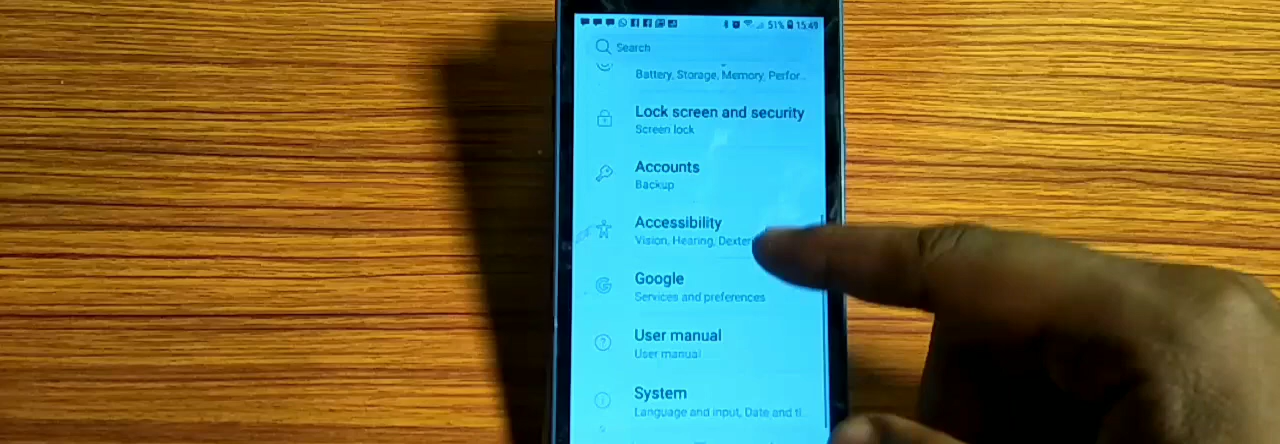 51% 15:49
Search
Battery, Storage, Memory, Perfor...
Lock screen and security
Screen lock
Accounts
Backup
Accessibility
Vision, Hearing, Dexter
Google
Services and preferences
User manual
User manual
System
Language and input, Date and ti...